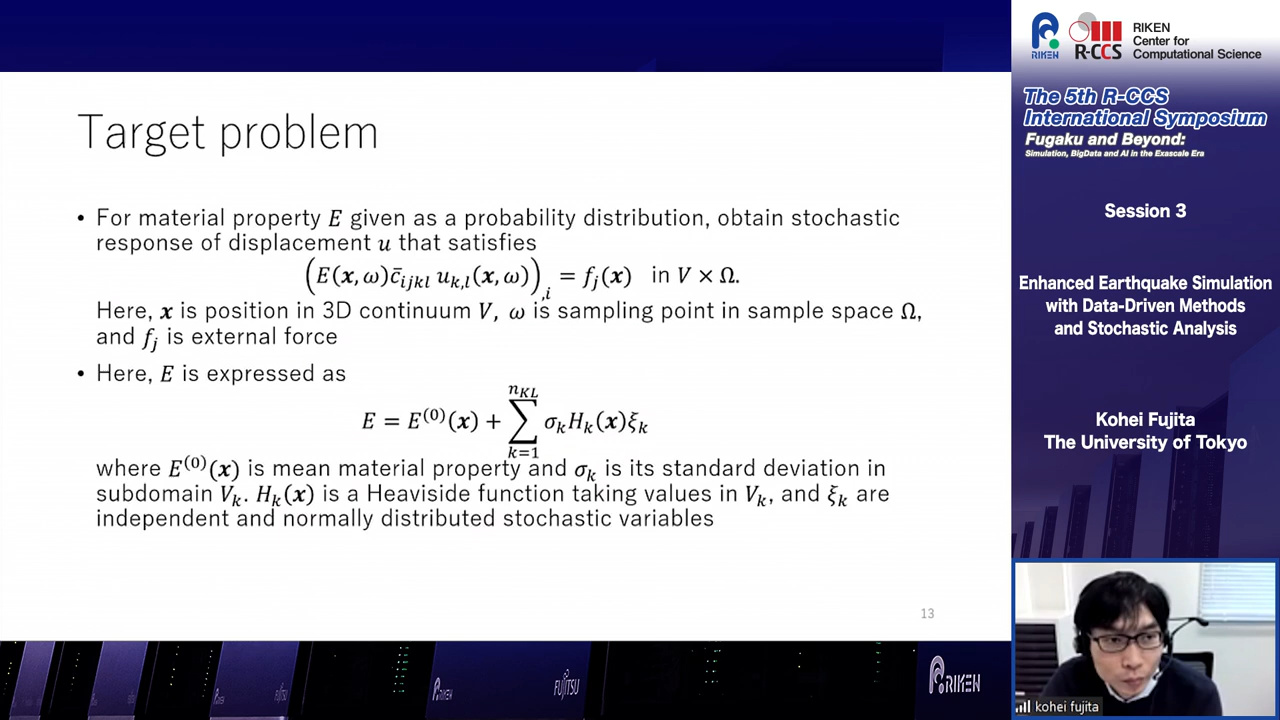 Target problem
• For material property E given as a probability distribution, obtain stochastic
response of displacement u that satisfies
(E(x, ω)c̄ijkl uk,l(x, ω)),i = fj(x) in V × Ω.
Here, x is position in 3D continuum V, ω is sampling point in sample space Ω,
and fj is external force
• Here, E is expressed as
E = E(0)(x) + ∑ nKL k=1 σkHk(x)ξk
where E(0)(x) is mean material property and σk is its standard deviation in
subdomain Vk. Hk(x) is a Heaviside function taking values in Vk, and ξk are
independent and normally distributed stochastic variables
13
RIKEN
FUJITSU
RIKEN
RIKEN
R-CCS
RIKEN
Center for
Computational Science
The 5th R-CCS
International Symposium
Fugaku and Beyond:
Simulation, BigData and AI in the Exascale Era
Session 3
Enhanced Earthquake Simulation
with Data-Driven Methods
and Stochastic Analysis
Kohei Fujita
The University of Tokyo
kohei fujita